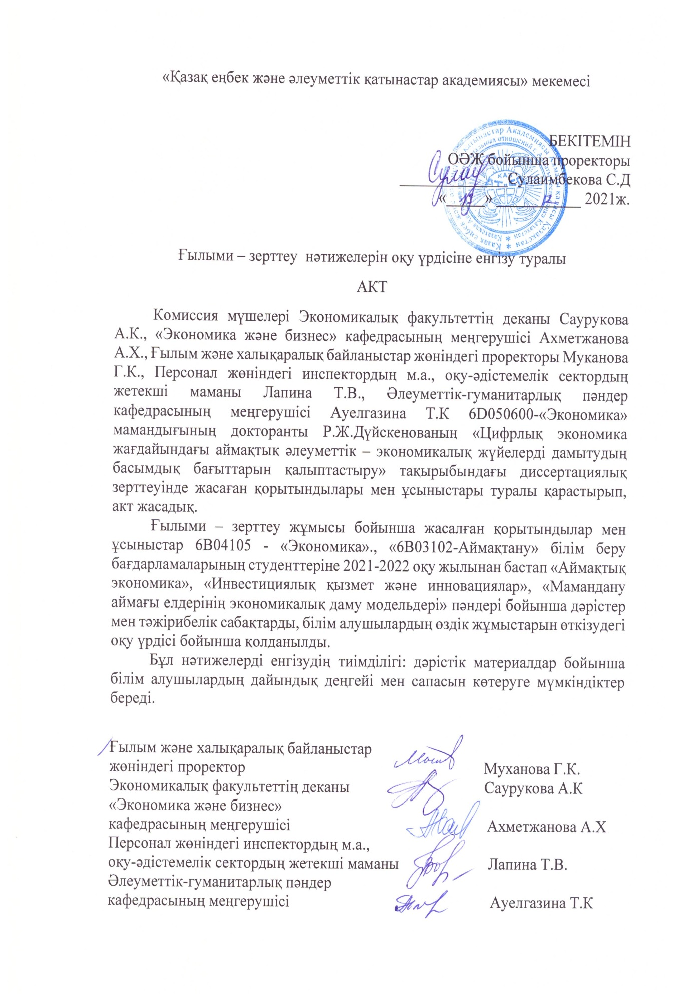 «Қазақ еңбек және әлеуметтік қатынастар академиясы» мекемесі
БЕКІТЕМІН
ОӘЖ бойынша проректоры
Сулаимбекова С.Д
« » 2021ж.
Ғылыми – зерттеу нәтижелерін оқу үрдісіне енгізу туралы
АКТ
Комиссия мүшелері Экономикалық факультеттің деканы Саурукова
А.К., «Экономика және бизнес» кафедрасының меңгерушісі Ахметжанова
А.Х., Ғылым және халықаралық байланыстар жөніндегі проректоры Муканова
Г.К., Персонал жөніндегі инспектордың м.а., оқу-әдістемелік сектордың
жетекші маманы Лапина Т.В., Әлеуметтік-гуманитарлық пәндер
кафедрасының меңгерушісі Ауелгазина Т.К 6D050600-«Экономика»
мамандығының докторанты Р.Ж.Дүйскенованың «Цифрлық экономика
жағдайындағы аймақтық әлеуметтік – экономикалық жүйелерді дамытудың
басымдық бағыттарын қалыптастыру» тақырыбындағы диссертациялық
зерттеуінде жасаған қорытындылары мен ұсыныстары туралы қарастырып,
акт жасадық.
Ғылыми – зерттеу жұмысы бойынша жасалған қорытындылар мен
ұсыныстар 6В04105 - «Экономика»., «6В03102-Аймақтану» білім беру
бағдарламаларының студенттеріне 2021-2022 оқу жылынан бастап «Аймақтық
экономика», «Инвестициялық қызмет және инновациялар», «Мамандану
аймағы елдерінің экономикалық даму модельдері» пәндері бойынша дәрістер
мен тәжірибелік сабақтарды, білім алушылардың өздік жұмыстарын өткізудегі
оқу үрдісі бойынша қолданылды.
Бұл нәтижелерді енгізудің тиімділігі: дәрістік материалдар бойынша
білім алушылардың дайындық деңгейі мен сапасын көтеруге мүмкіндіктер
береді.
Ғылым және халықаралық байланыстар
жөніндегі проректор Муханова Г.К.
Экономикалық факультеттің деканы Саурукова А.К
«Экономика және бизнес»
кафедрасының меңгерушісі Ахметжанова А.Х
Персонал жөніндегі инспектордың м.а.,
оқу-әдістемелік сектордың жетекші маманы Лапина Т.В.
Әлеуметтік-гуманитарлық пәндер
кафедрасының меңгерушісі Ауелгазина Т.К